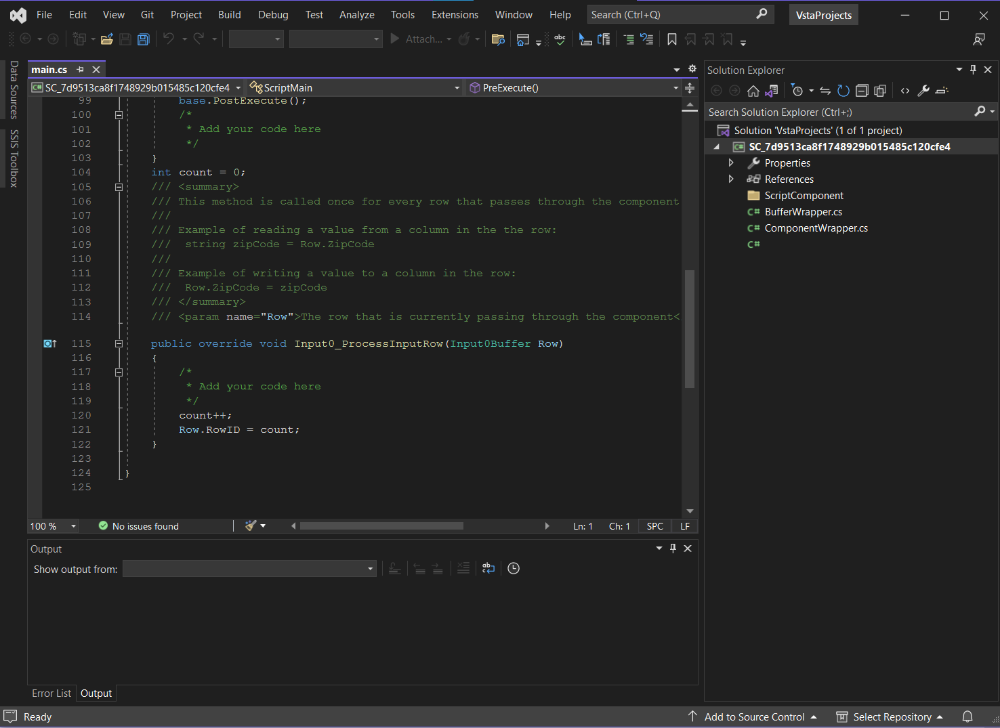 File Edit View Git Project Build Debug Test Analyze Tools Extensions Window Help Search (Ctrl+Q) VstaProjects
Attach...
Data Sources
SSIS Toolbox
main.cs
SC_7d9513ca8f1748929b015485c120cfe4 ScriptMain PreExecute()
99 base.PostExecute();
100 /*
101 * Add your code here
102 */
103 }
104 int count = 0;
105 /// <summary>
106 /// This method is called once for every row that passes through the component
107 ///
108 /// Example of reading a value from a column in the the row:
109 /// string zipCode = Row.ZipCode
110 ///
111 /// Example of writing a value to a column in the row:
112 /// Row.ZipCode = zipCode
113 /// </summary>
114 /// <param name="Row">The row that is currently passing through the component<
115 public override void Input0_ProcessInputRow(Input0Buffer Row)
116 {
117 /*
118 * Add your code here
119 */
120 count++;
121 Row.RowID = count;
122 }
123
124 }
125
100 % No issues found Ln: 1 Ch: 1 SPC LF
Output
Show output from:
Error List Output
Solution Explorer
Search Solution Explorer (Ctrl+;)
Solution 'VstaProjects' (1 of 1 project)
SC_7d9513ca8f1748929b015485c120cfe4
Properties
References
ScriptComponent
C# BufferWrapper.cs
C# ComponentWrapper.cs
C#
Ready Add to Source Control Select Repository